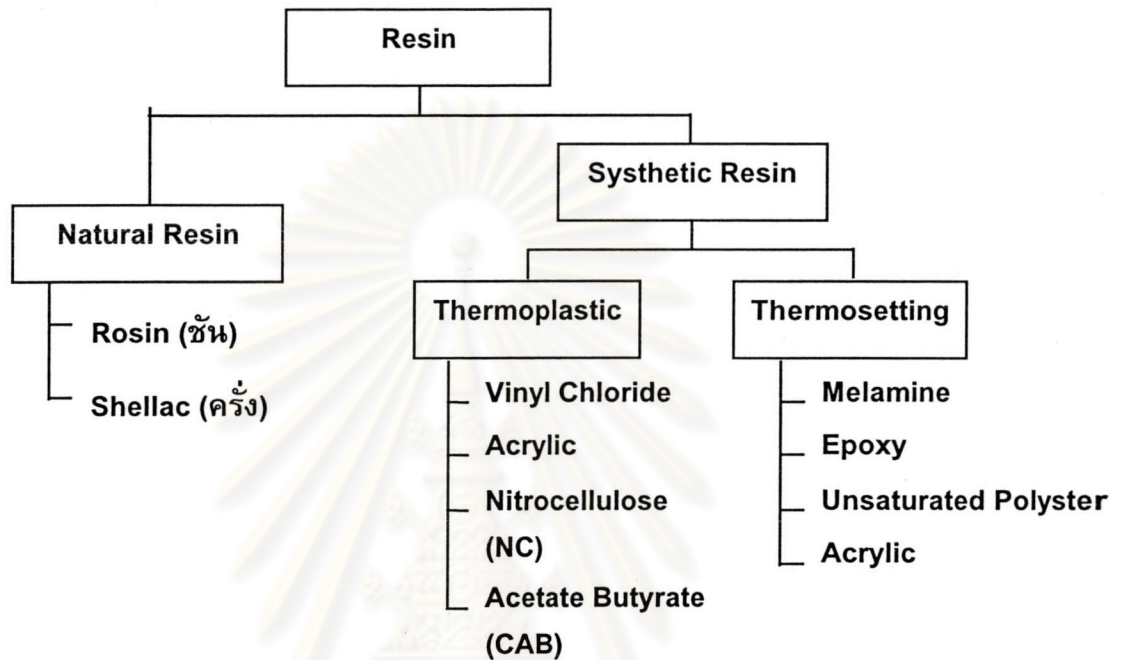 Resin
Systhetic Resin
Natural Resin
Rosin (ชัน)
Shellac (ครั่ง)
Thermoplastic
Vinyl Chloride
Acrylic
Nitrocellulose
(NC)
Acetate Butyrate
(CAB)
Thermosetting
Melamine
Epoxy
Unsaturated Polyster
Acrylic